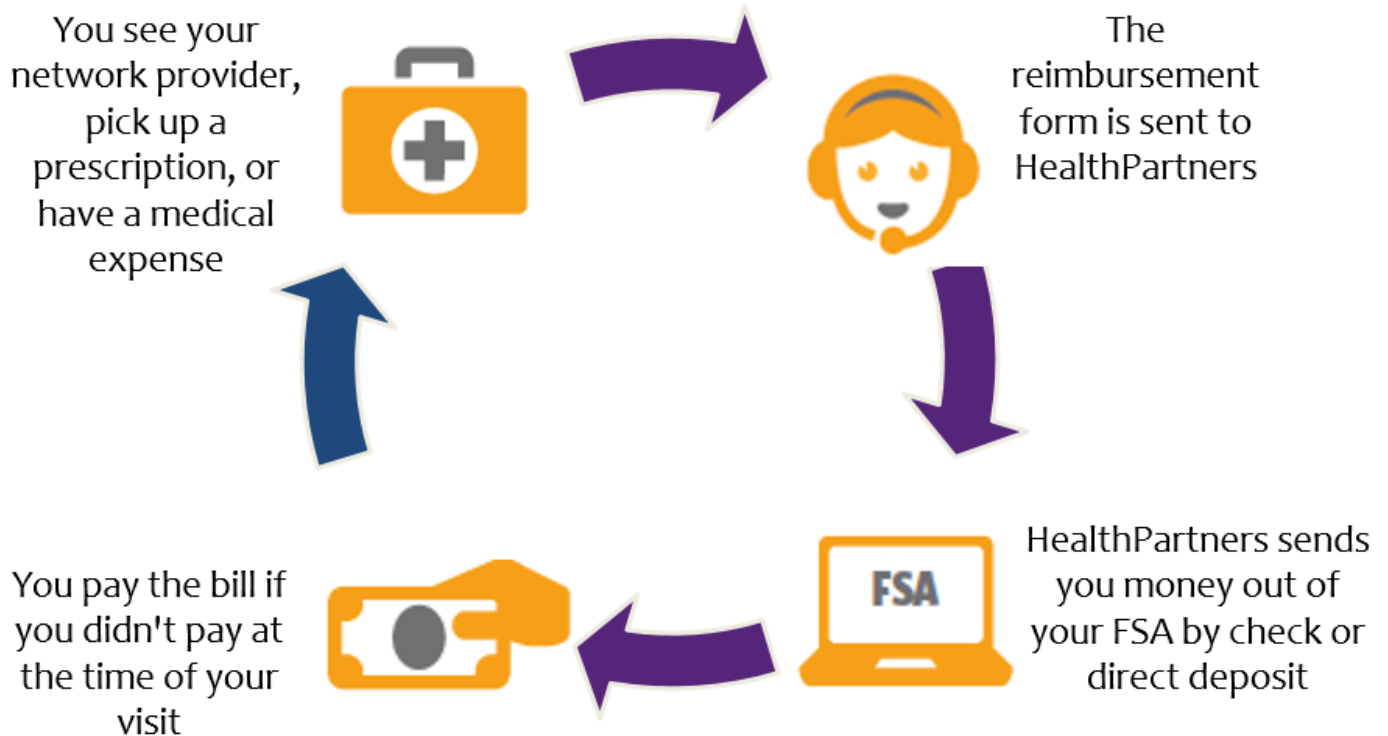 You see your
network provider,
pick up a
prescription, or
have a medical
expense
The
reimbursement
form is sent to
HealthPartners
FSA
HealthPartners sends
you money out of
your FSA by check or
direct deposit
You pay the bill if
you didn't pay at
the time of your
visit